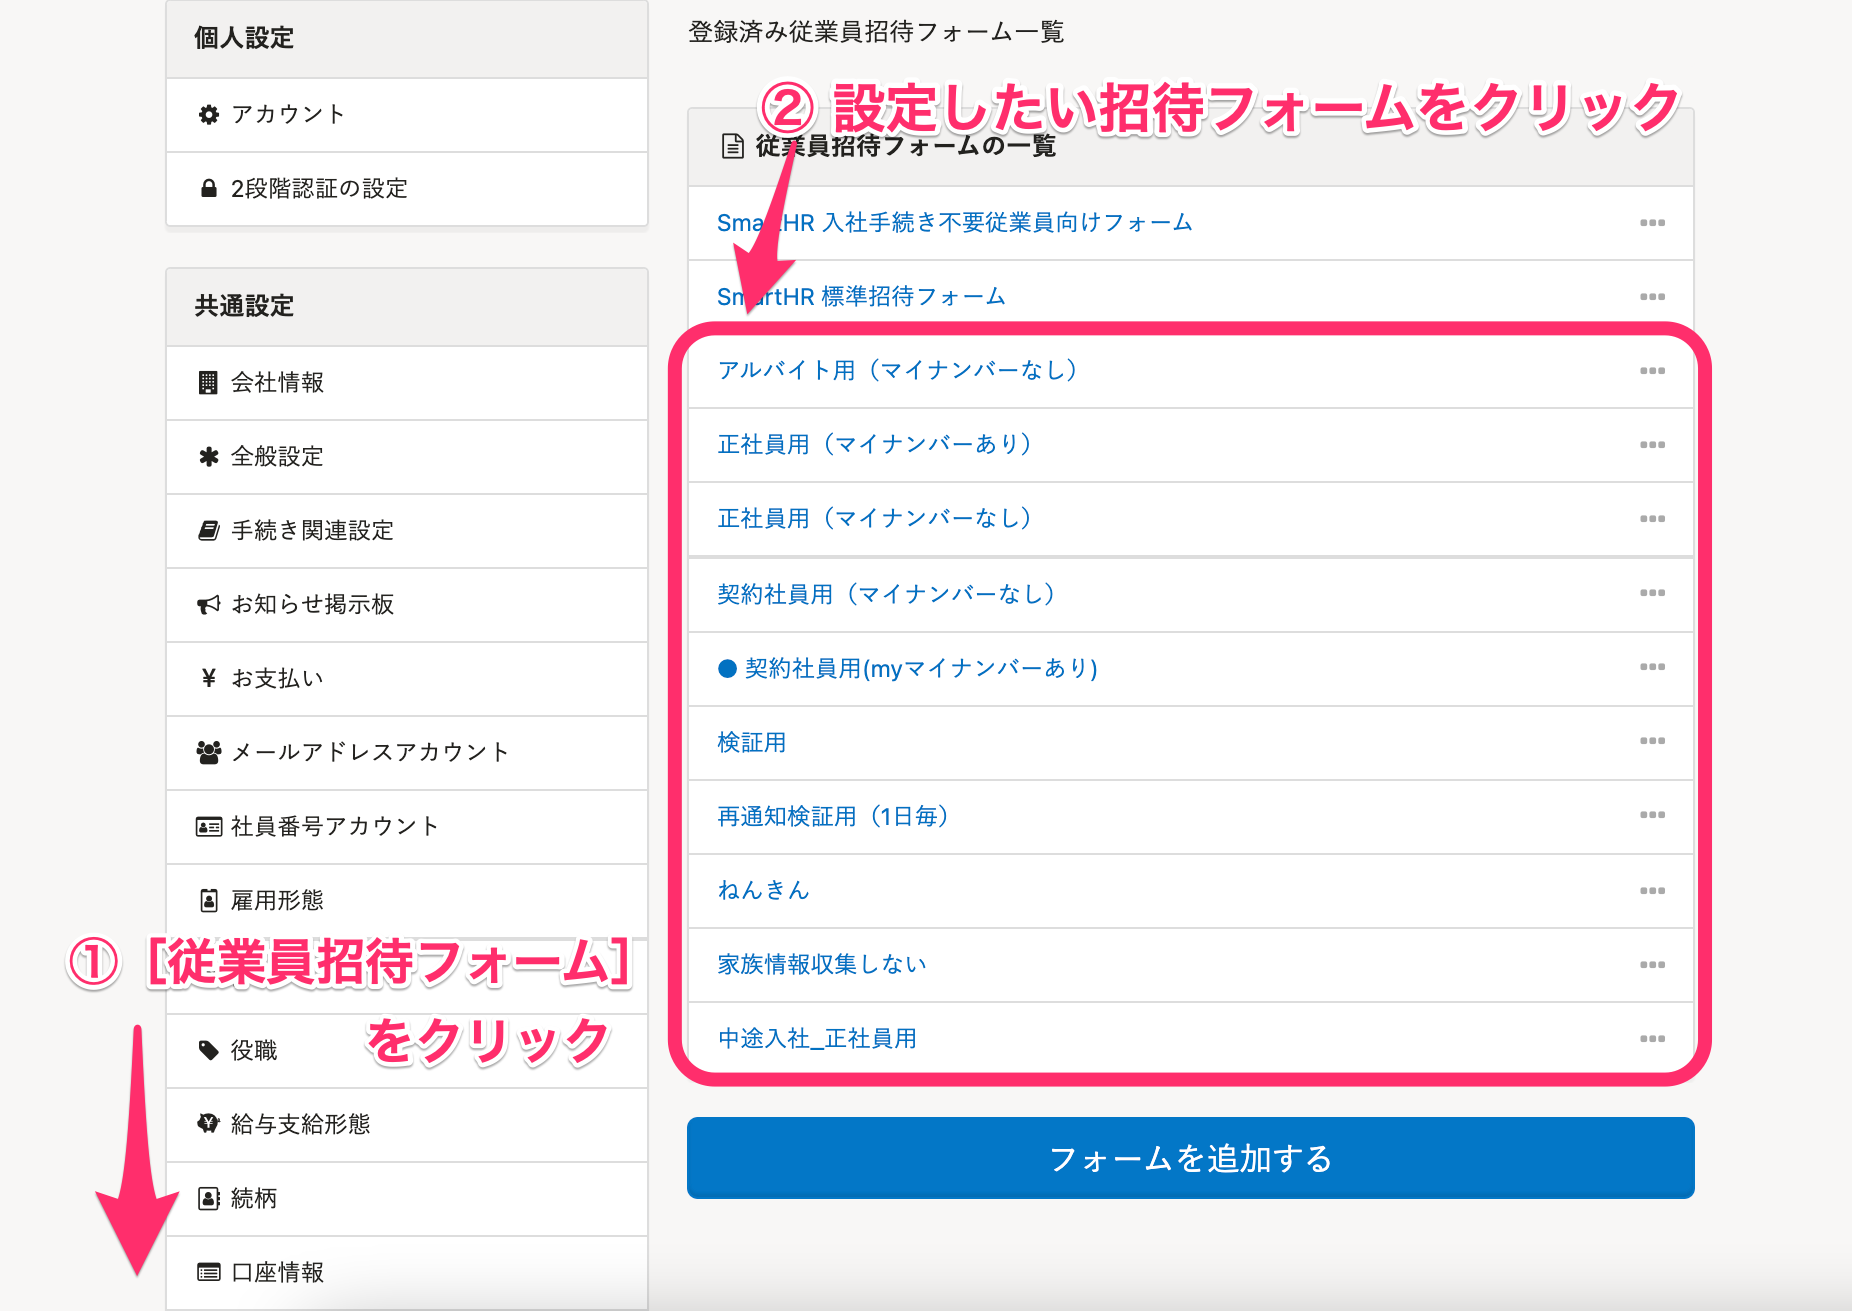 個人設定
アカウント
2段階認証の設定
共通設定
会社情報
全般設定
手続き関連設定
お知らせ掲示板
お支払い
メールアドレスアカウント
社員番号アカウント
雇用形態
①［従業員招待フォーム］
をクリック
役職
給与支給形態
続柄
口座情報
登録済み従業員招待フォーム一覧
② 設定したい招待フォームをクリック
従業員招待フォームの一覧
SmartHR 入社手続き不要従業員向けフォーム
SmartHR 標準招待フォーム
アルバイト用（マイナンバーなし）
正社員用（マイナンバーあり）
正社員用（マイナンバーなし）
契約社員用（マイナンバーなし）
● 契約社員用(myマイナンバーあり)
検証用
再通知検証用（1日毎）
ねんきん
家族情報収集しない
中途入社_正社員用
フォームを追加する